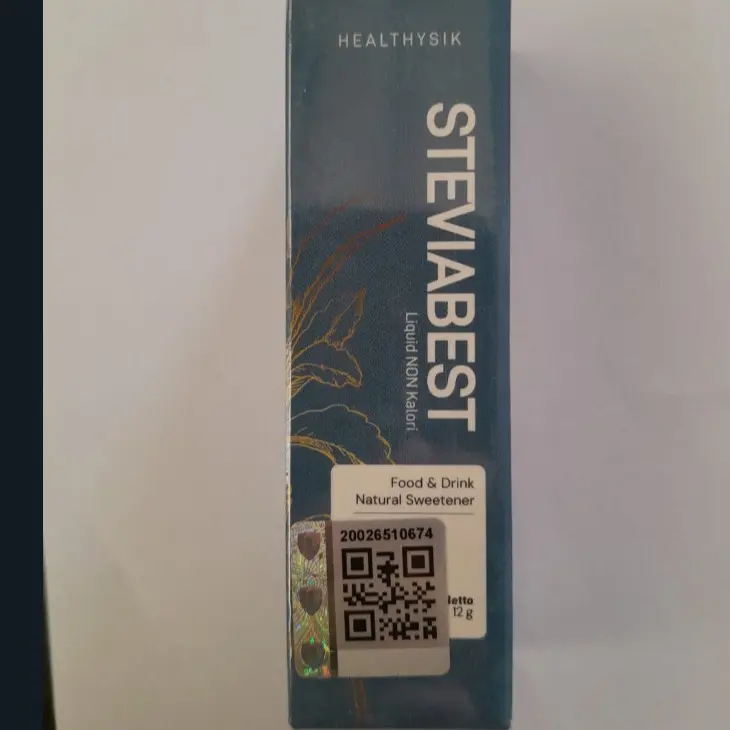 HEALTHYSIK
STEVIABEST
Liquid NON Kalori
Food & Drink
Natural Sweetener
20026510674
12 g